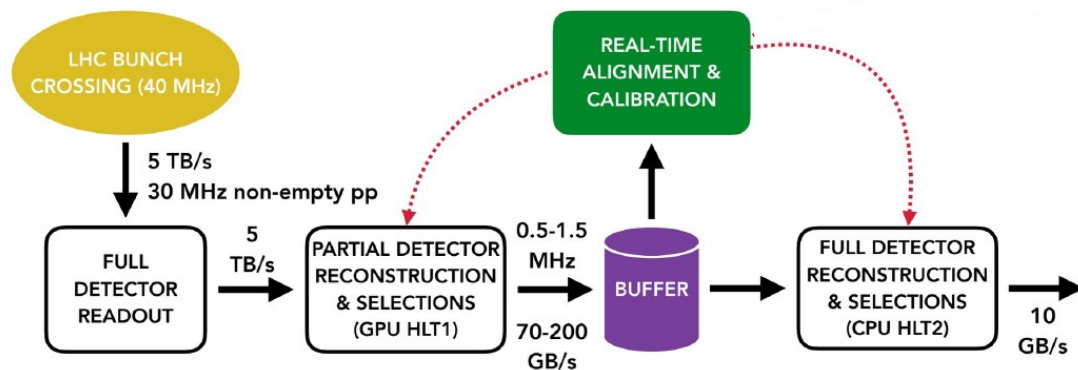 LHC BUNCH
CROSSING (40 MHz)
REAL-TIME
ALIGNMENT &
CALIBRATION
5 TB/s
30 MHz non-empty pp
FULL
DETECTOR
READOUT
5
TB/s
PARTIAL DETECTOR
RECONSTRUCTION
& SELECTIONS
(GPU HLT1)
0.5-1.5
MHz
70-200
GB/s
BUFFER
FULL DETECTOR
RECONSTRUCTION
& SELECTIONS
(CPU HLT2)
10
GB/s